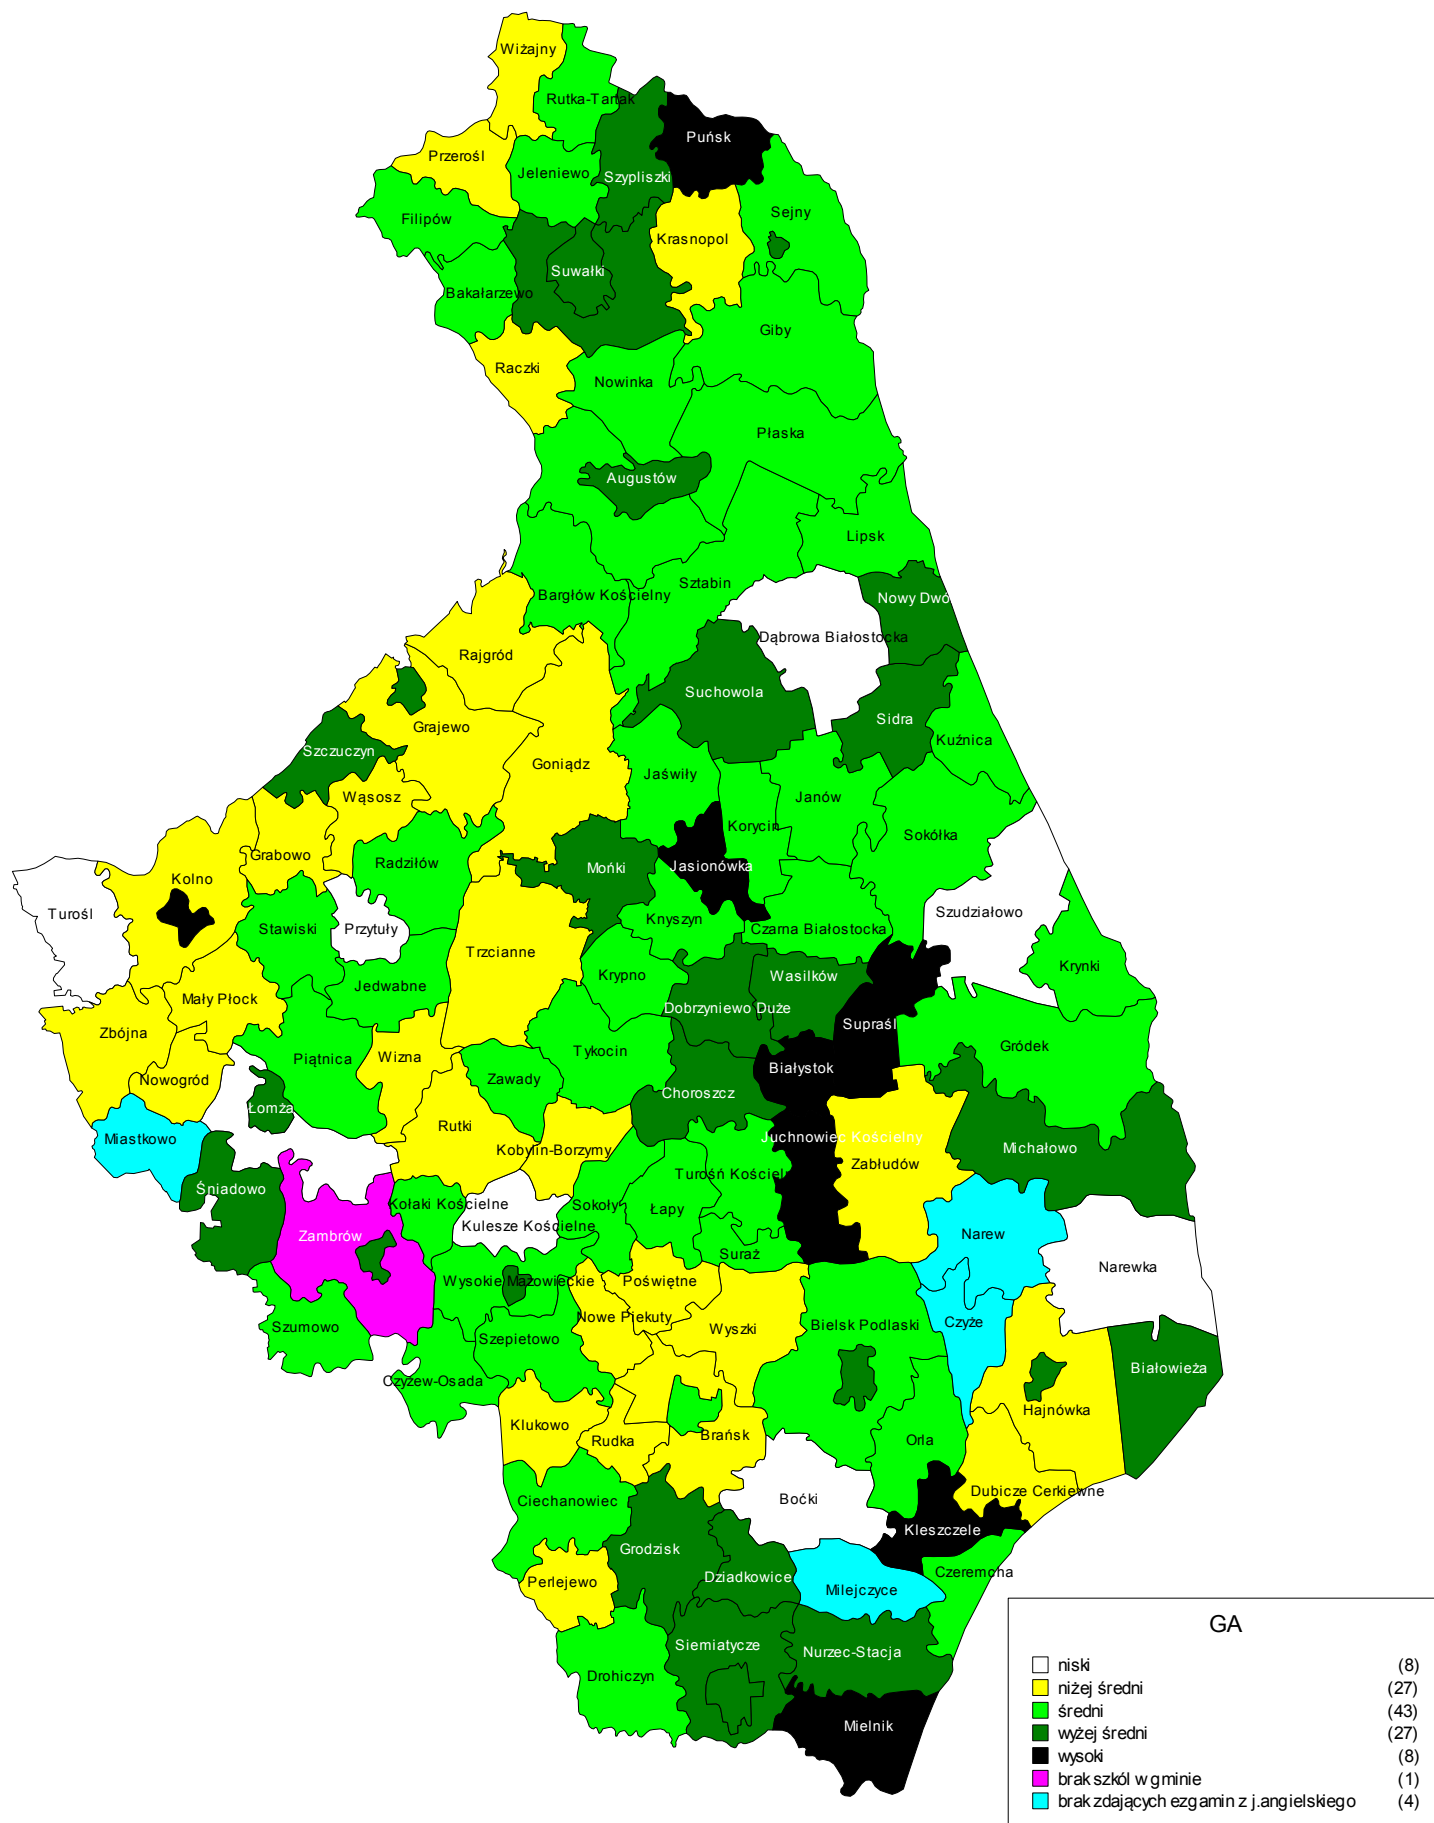 Wiżajny
Rutka-Tartak
Puńsk
Przerośl
Jeleniewo
Szypliszki
Sejny
Filipów
Krasnopol
Suwałki
Bakałarzewo
Giby
Raczki
Nowinka
Płaska
Augustów
Lipsk
Sztabin
Bargłów Kościelny
Nowy Dwó
Dąbrowa Białostocka
Rajgród
Suchowola
Sidra
Grajewo
Kuźnica
Szczuczyn
Goniądz
Jaświły
Wąsosz
Janów
Korycin
Sokółka
Grabowo
Radziłów
Mońki
Jasionówka
Kolno
Turośl
Szudziałowo
Stawiski
Przytuły
Knyszyn
Czarna Białostocka
Trzcianne
Krynki
Krypno
Wasilków
Jedwabne
Mały Płock
Dobrzyniewo Duże
Supraśl
Zbójna
Gródek
Piątnica
Wizna
Tykocin
Białystok
Nowogród
Zawady
Choroszcz
Łomża
Rutki
Miastkowo
Juchnowiec Kościelny
Kobylin-Borzymy
Michałowo
Zabłudów
Turośń Kościeln
Śniadowo
Kołaki Kościelne
Sokoły
Łapy
Kulesze Kościelne
Zambrów
Narew
Suraż
Narewka
Wysokie Mazowieckie
Poświętne
Nowe Piekuty
Szumowo
Wyszki
Bielsk Podlaski
Czyże
Szepietowo
Białowieża
Czyżew-Osada
Hajnówka
Klukowo
Rudka
Brańsk
Orla
Dubicze Cerkiewne
Ciechanowiec
Boćki
Kleszczele
Grodzisk
Czeremcha
Dziadkowice
Perlejewo
Milejczyce
Siemiatycze
Nurzec-Stacja
Drohiczyn
Mielnik
GA
niski (8)
niżej średni (27)
średni (43)
wyżej średni (27)
wysoki (8)
brak szkól w gminie (1)
brak zdających ezgamin z j.angielskiego (4)